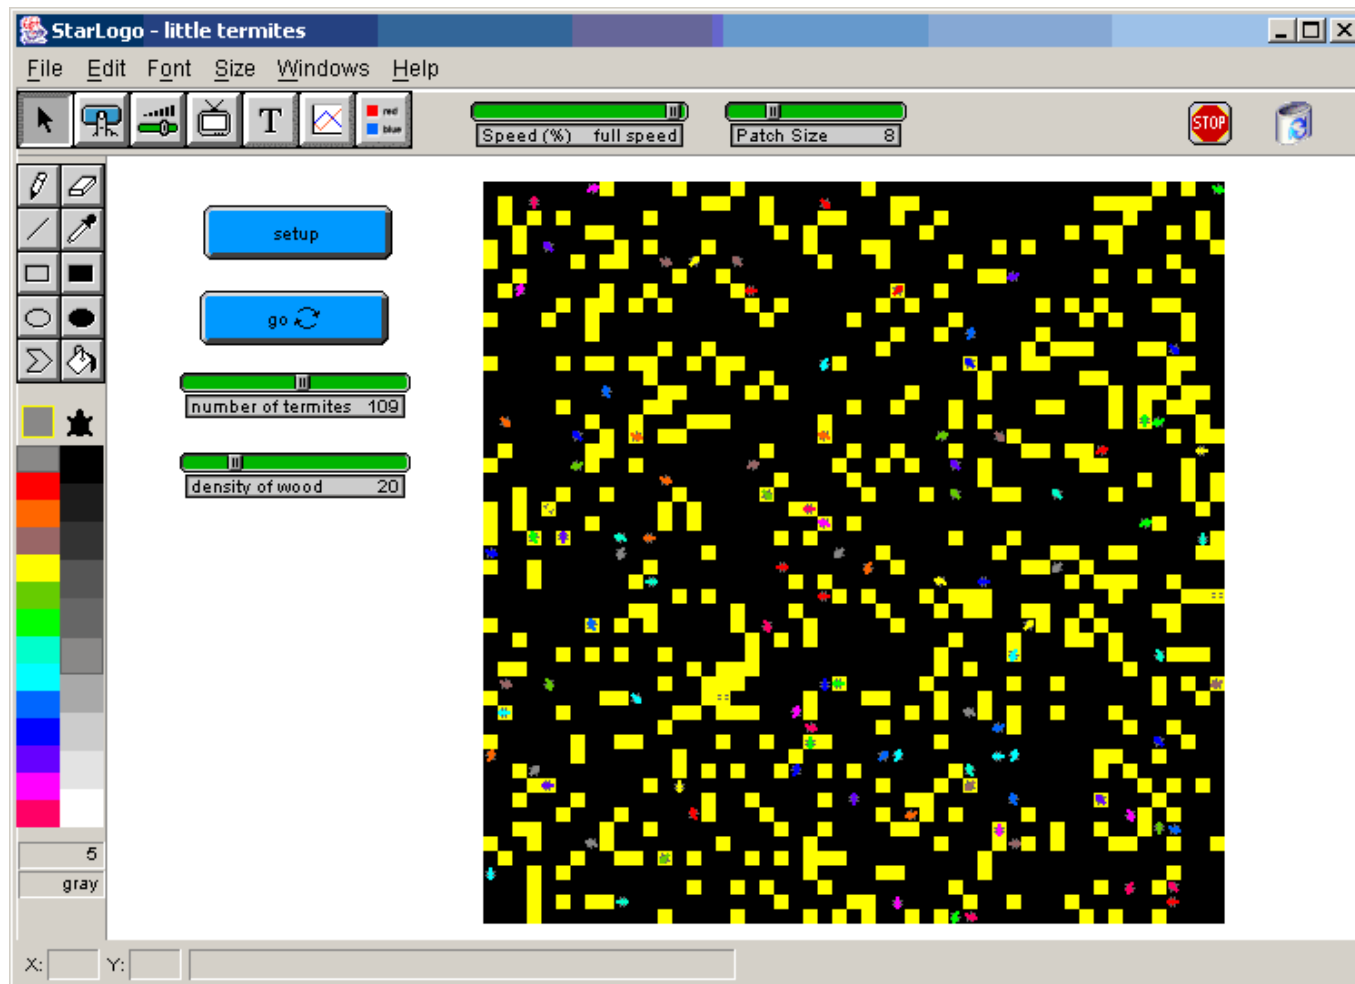 StarLogo - little termites
File Edit Font Size Windows Help
T
red
blue
Speed (%) full speed
Patch Size 8
STOP
setup
go
number of termites 109
density of wood 20
5
gray
X: Y: